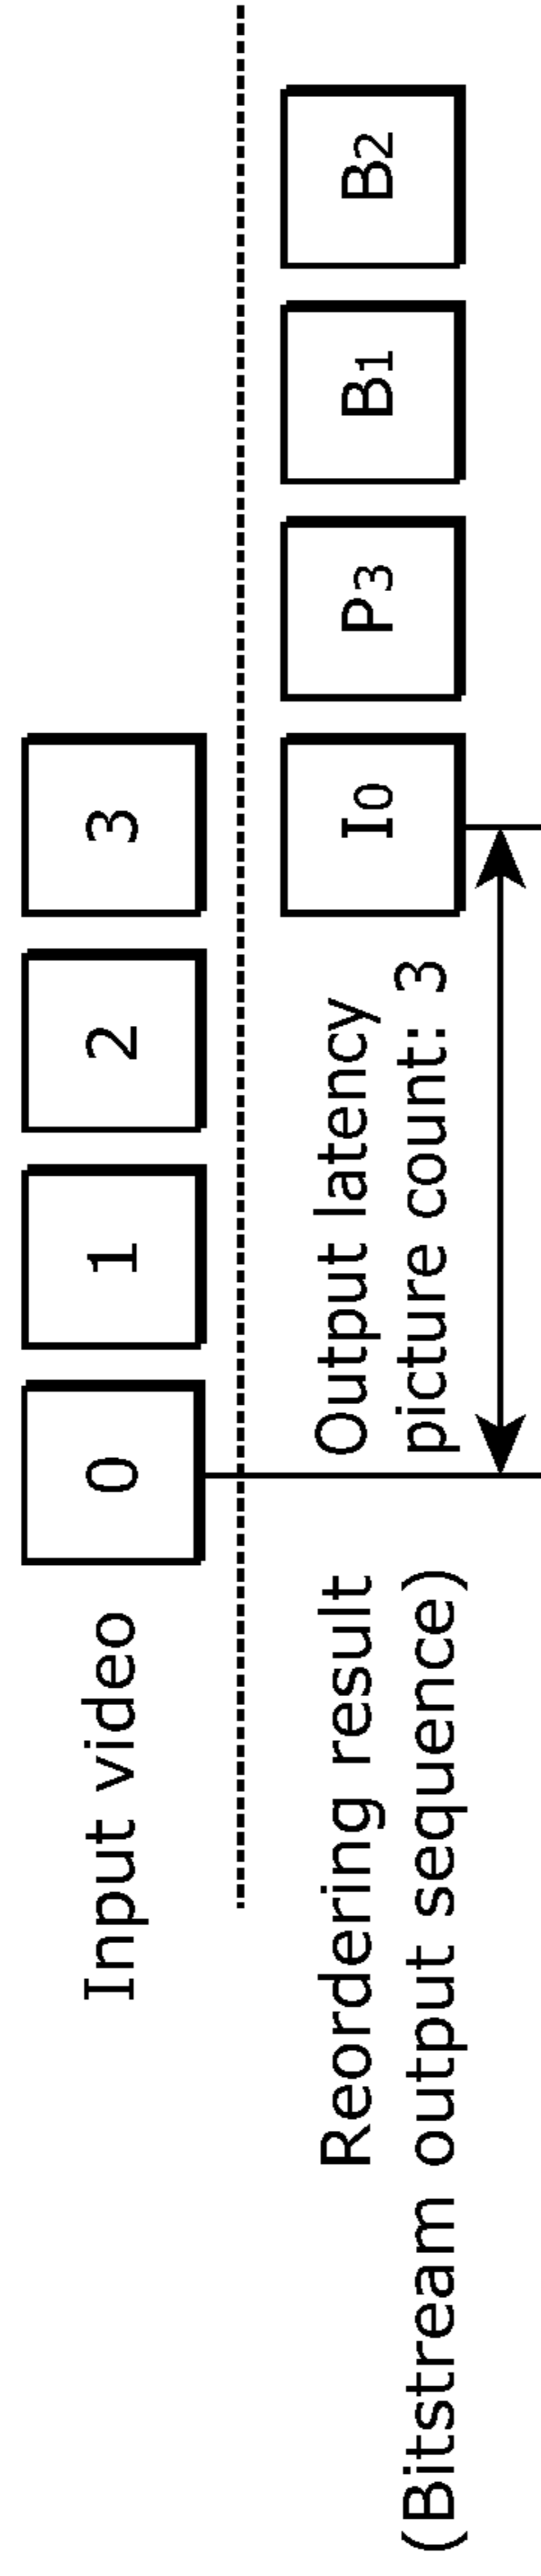 Input video
0 1 2 3
Reordering result
(Bitstream output sequence)
Output latency
picture count: 3
I0 P3 B1 B2